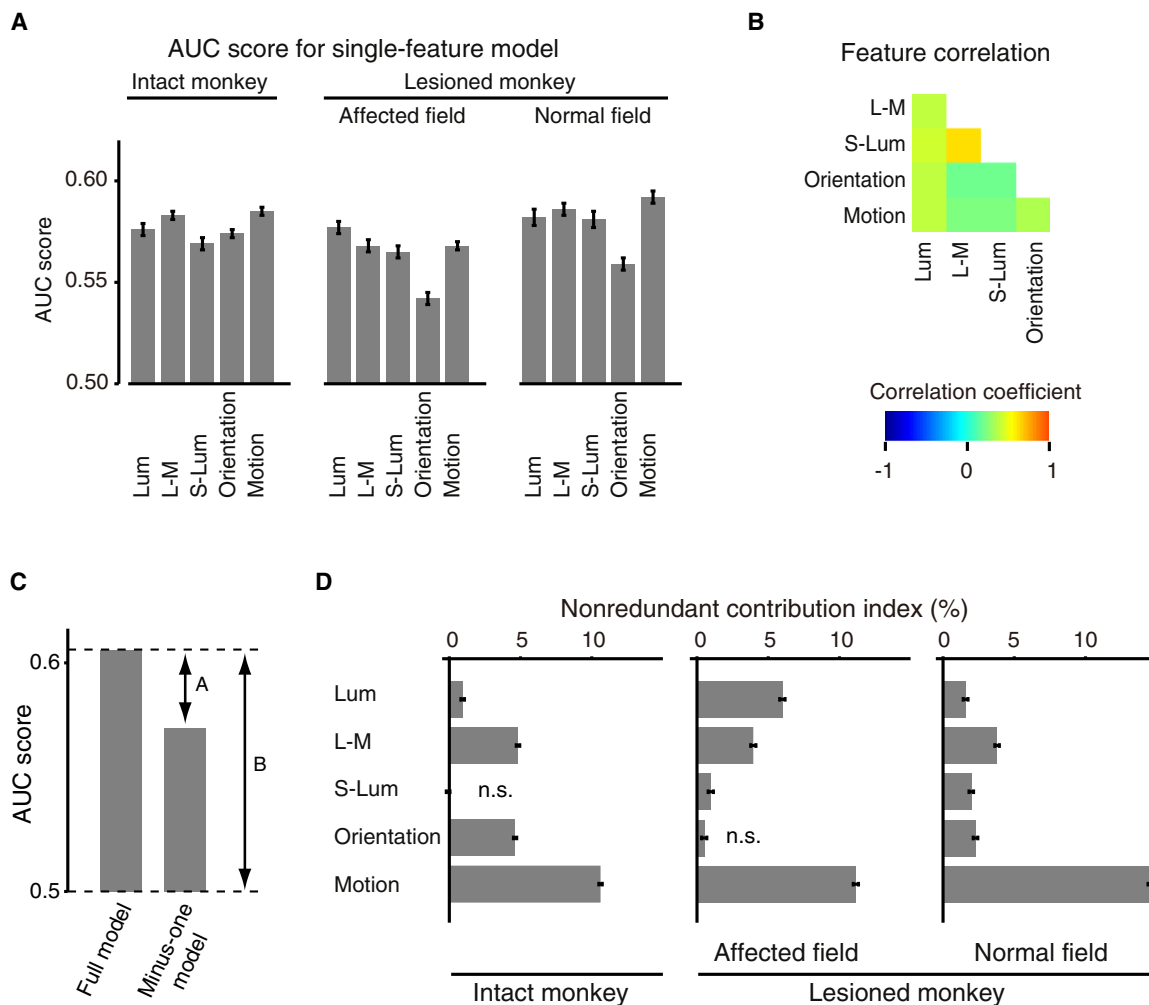 A
AUC score for single-feature model
Intact monkey
Lesioned monkey
Affected field
Normal field
AUC score
0.60
0.55
0.50
Lum
L-M
S-Lum
Orientation
Motion
Lum
L-M
S-Lum
Orientation
Motion
Lum
L-M
S-Lum
Orientation
Motion
B
Feature correlation
L-M
S-Lum
Orientation
Motion
Lum
L-M
S-Lum
Orientation
Correlation coefficient
-1 0 1
C
AUC score
0.6
0.5
A
B
Full model
Minus-one
model
D
Nonredundant contribution index (%)
0 5 10
0 5 10
0 5 10
Lum
L-M
S-Lum
n.s.
Orientation
n.s.
Motion
Affected field
Normal field
Intact monkey
Lesioned monkey